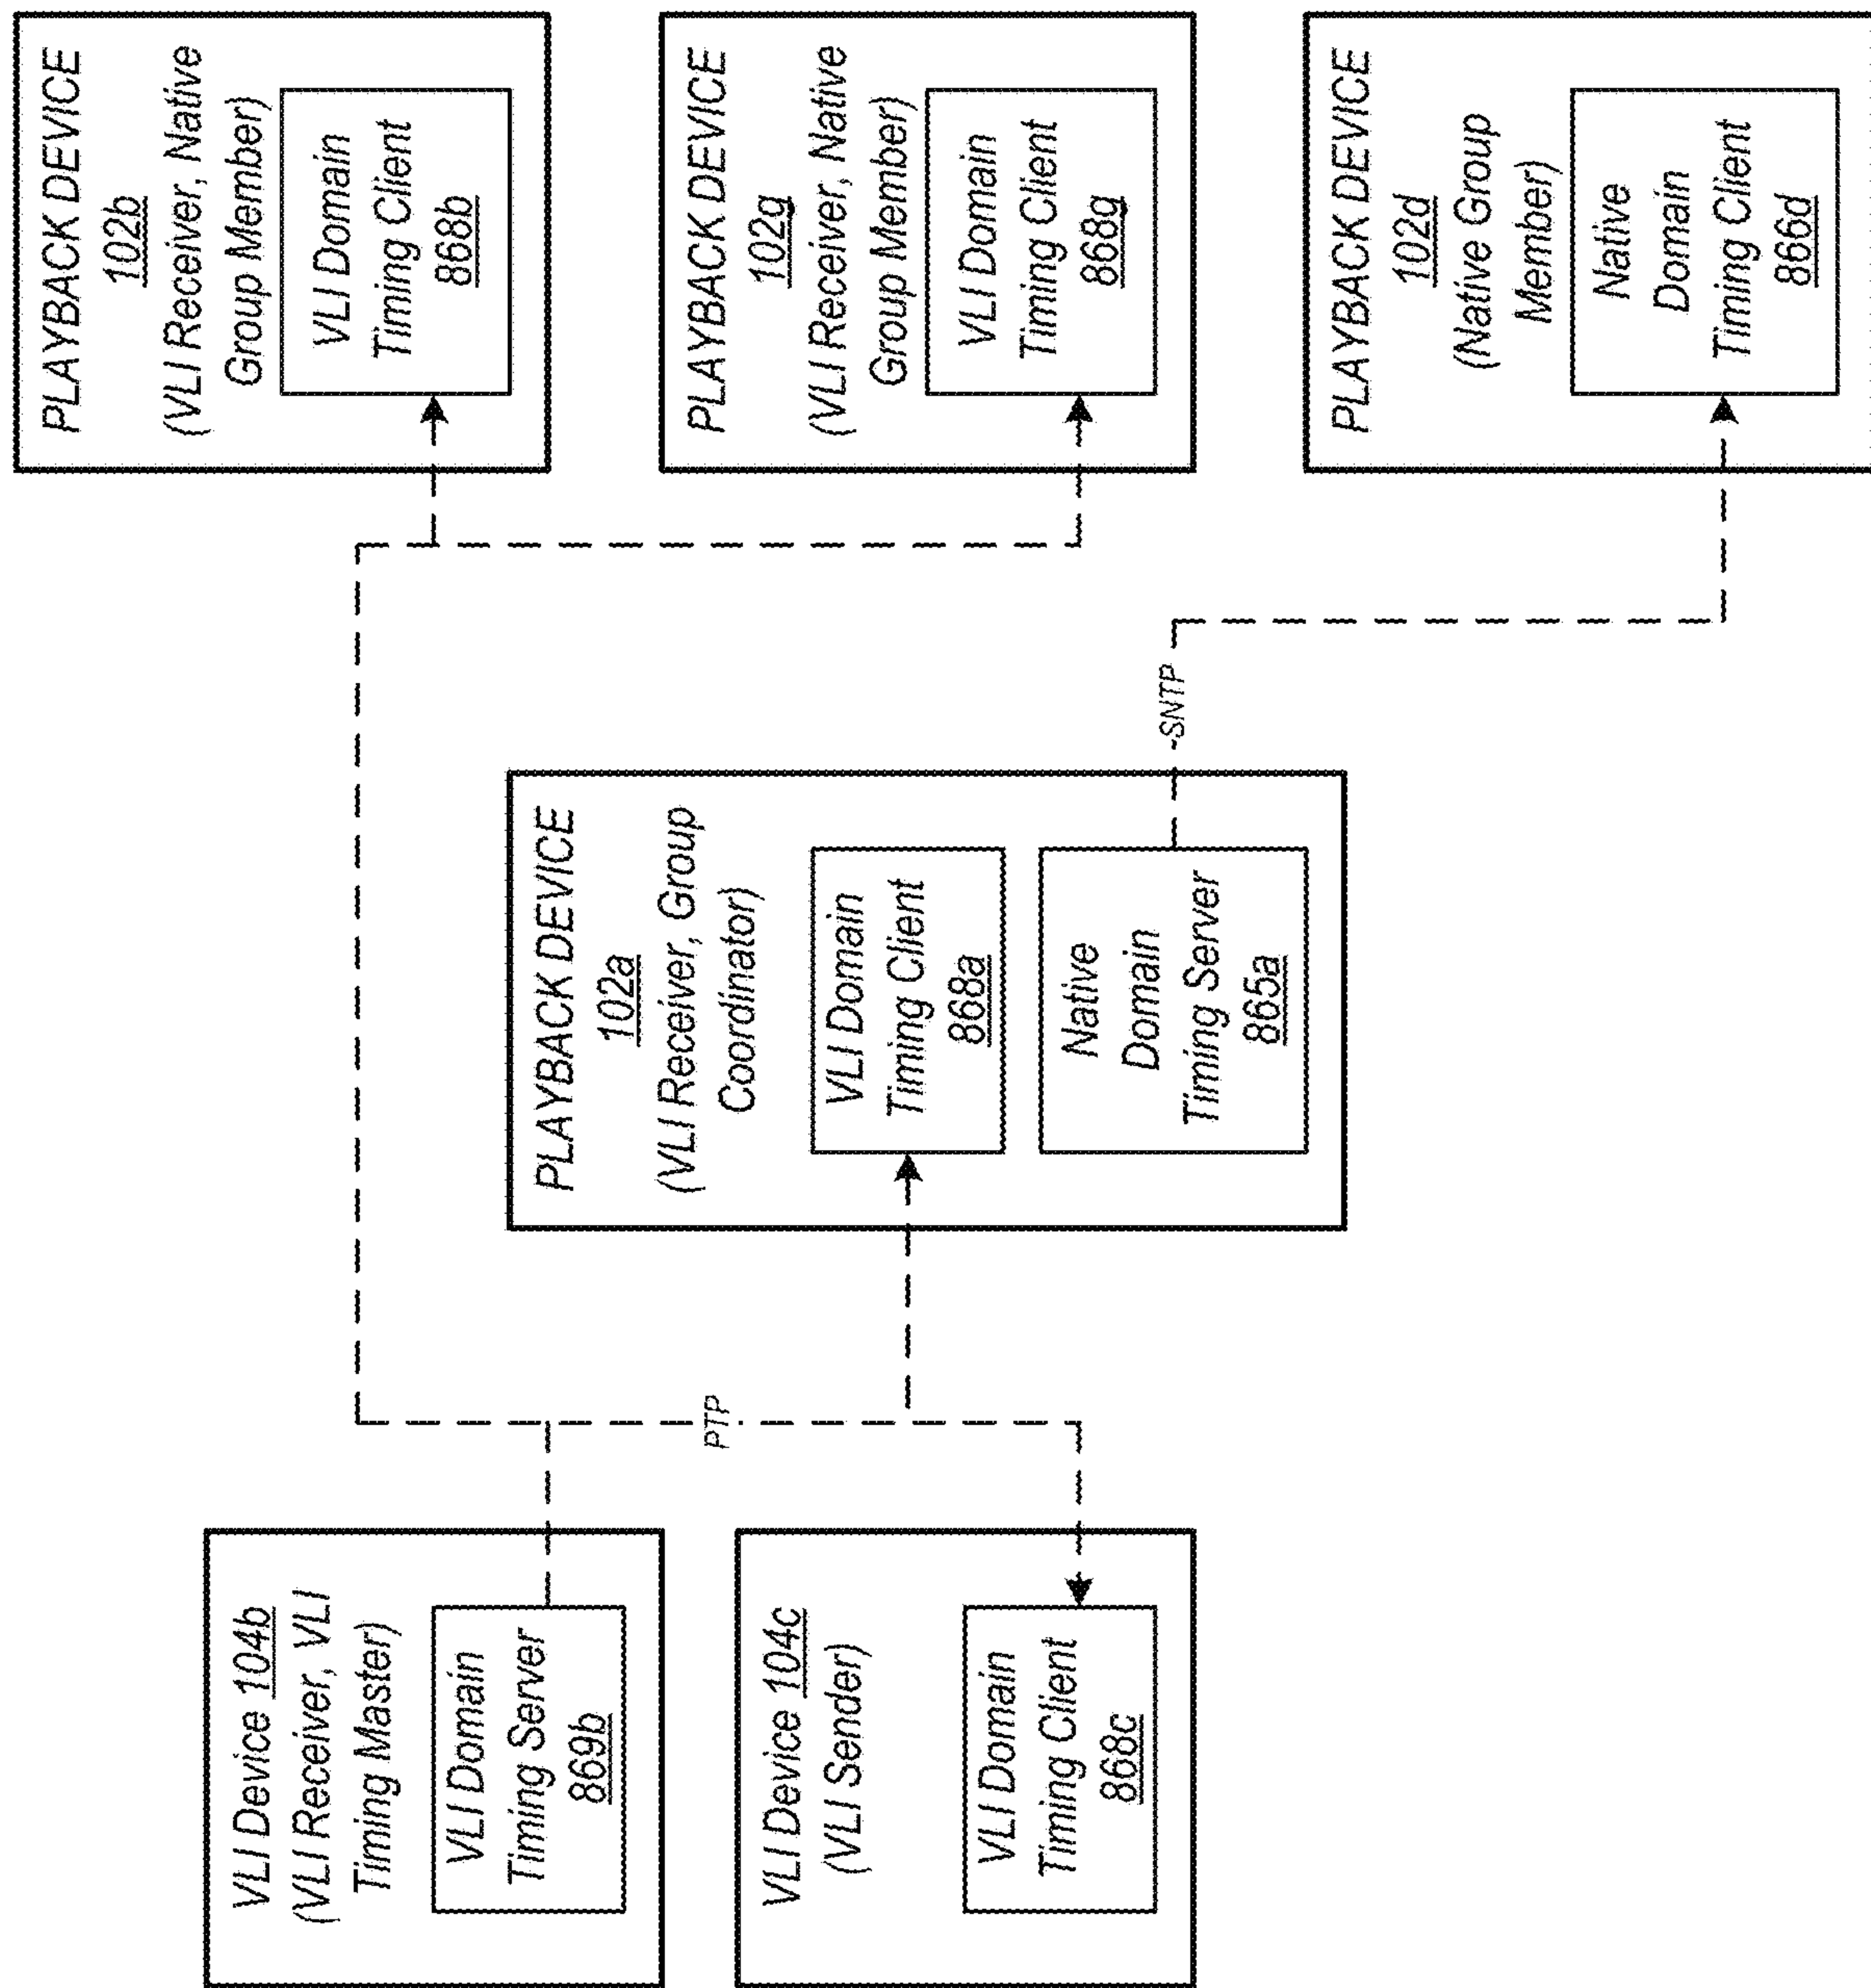 VLI Device 104b
(VLI Receiver, VLI
Timing Master)
VLI Domain
Timing Server
869b
VLI Device 104c
(VLI Sender)
VLI Domain
Timing Client
868c
PTP
PLAYBACK DEVICE
102a
(VLI Receiver, Group
Coordinator)
VLI Domain
Timing Client
868a
Native
Domain
Timing Server
865a
SNTP
PLAYBACK DEVICE
102b
(VLI Receiver, Native
Group Member)
VLI Domain
Timing Client
868b
PLAYBACK DEVICE
102g
(VLI Receiver, Native
Group Member)
VLI Domain
Timing Client
868g
PLAYBACK DEVICE
102d
(Native Group
Member)
Native
Domain
Timing Client
866d